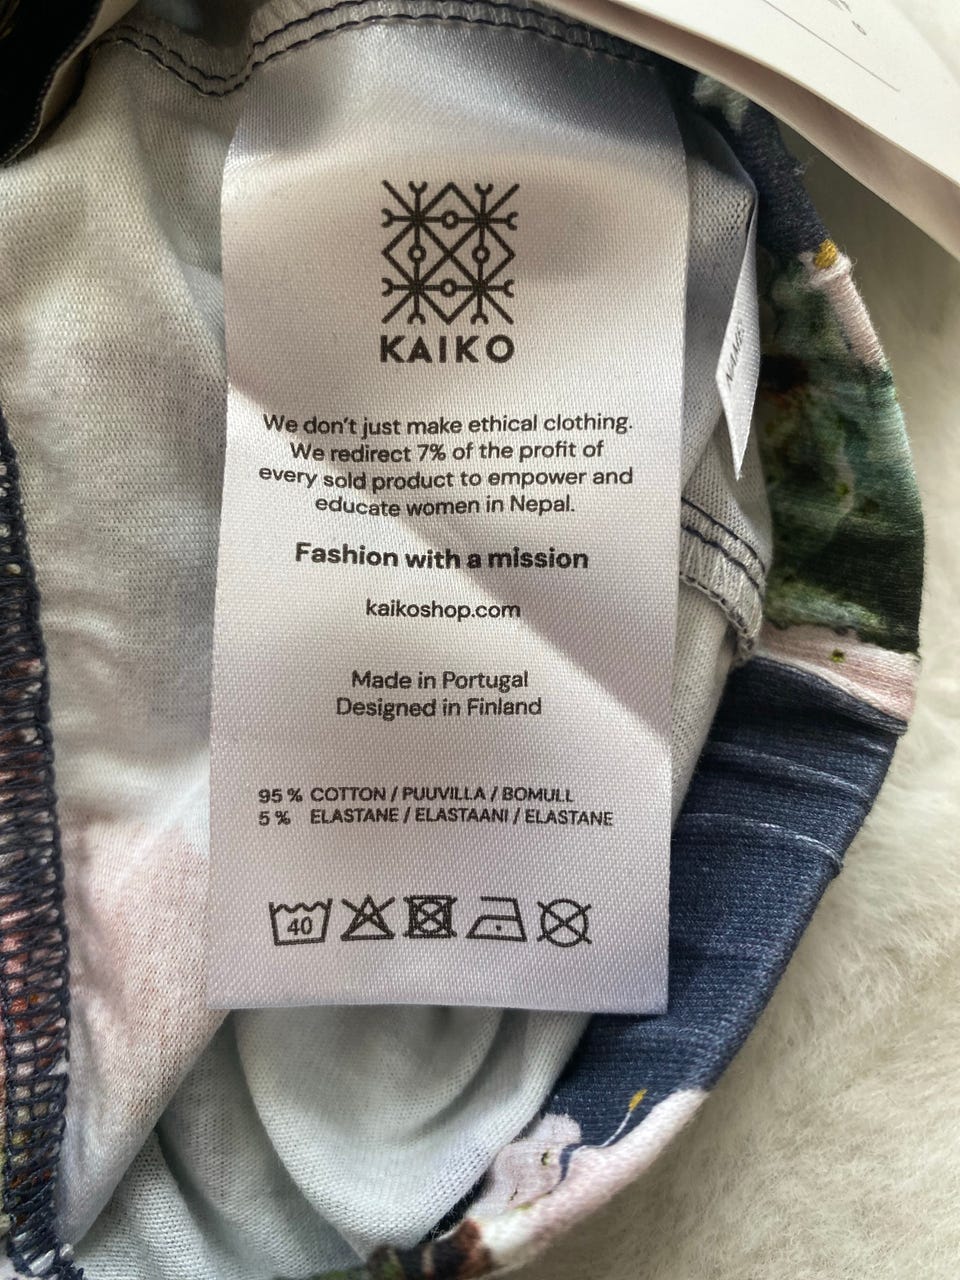 KAIKO
We don't just make ethical clothing.
We redirect 7% of the profit of
every sold product to empower and
educate women in Nepal.
Fashion with a mission
kaikoshop.com
Made in Portugal
Designed in Finland
95 % COTTON / PUUVILLA / BOMULL
5 % ELASTANE / ELASTAANI / ELASTANE
40